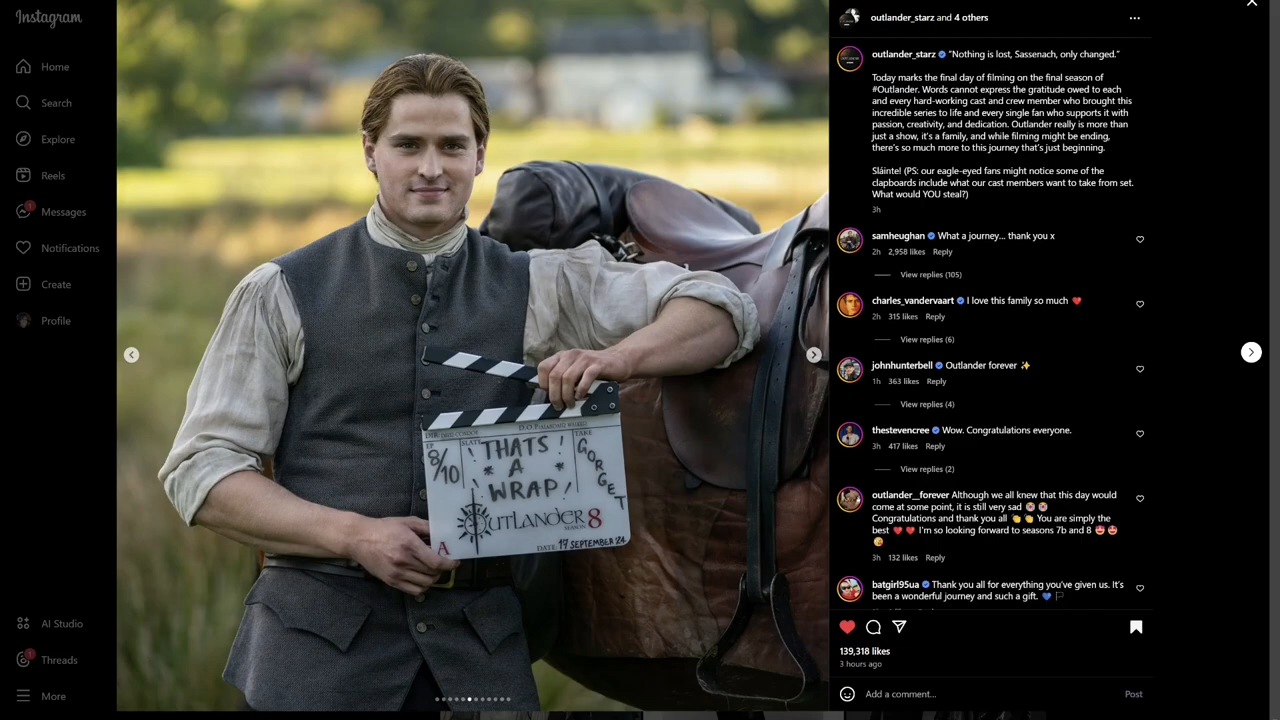 Instagram
Home
Search
Explore
Reels
1
Messages
Notifications
Create
Profile
AI Studio
1
Threads
More
EP
SLATE
TAKE
8/10
THATS!
A
WRAP!
GORGET
OUTLANDER
SEASON 8
A
DATE 17 SEPTEMBER 24
outlander_starz and 4 others
outlander_starz “Nothing is lost, Sassenach, only changed.”
Today marks the final day of filming on the final season of
#Outlander. Words cannot express the gratitude owed to each
and every hard-working cast and crew member who brought this
incredible series to life and every single fan who supports it with
passion, creativity, and dedication. Outlander really is more than
just a show, it’s a family, and while filming might be ending,
there’s so much more to this journey that’s just beginning.
Sláinte! (PS: our eagle-eyed fans might notice some of the
clapboards include what our cast members want to take from set.
What would YOU steal?)
3h
samheughan What a journey... thank you x
2h 2,958 likes Reply
View replies (105)
charles_vandervaart I love this family so much ❤️
2h 315 likes Reply
View replies (6)
johnhunterbell Outlander forever ✨
1h 363 likes Reply
View replies (4)
thestevencree Wow. Congratulations everyone.
3h 417 likes Reply
View replies (2)
outlander__forever Although we all knew that this day would
come at some point, it is still very sad 😭 😭
Congratulations and thank you all 👏 👏 You are simply the
best ❤️ ❤️ I'm so looking forward to seasons 7b and 8 🤩 🤩
😘
3h 132 likes Reply
batgirl95ua Thank you all for everything you’ve given us. It’s
been a wonderful journey and such a gift. 💙 🏳
139,318 likes
3 hours ago
Add a comment...
Post